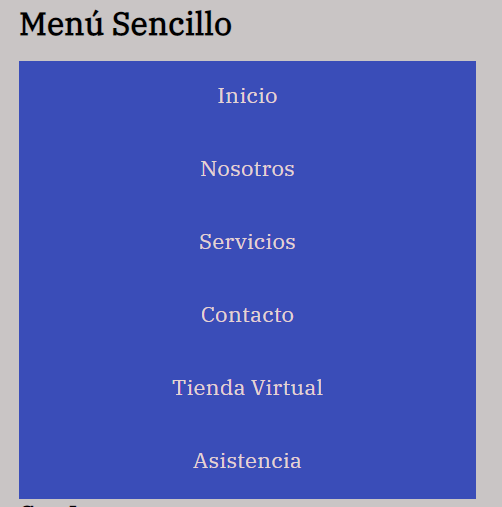 Menú Sencillo
Inicio
Nosotros
Servicios
Contacto
Tienda Virtual
Asistencia